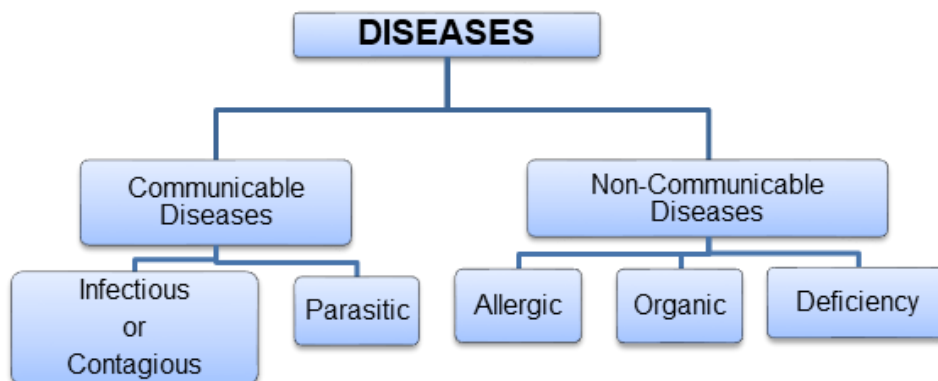 DISEASES
Communicable
Diseases
Non-Communicable
Diseases
Infectious
or
Contagious
Parasitic
Allergic
Organic
Deficiency